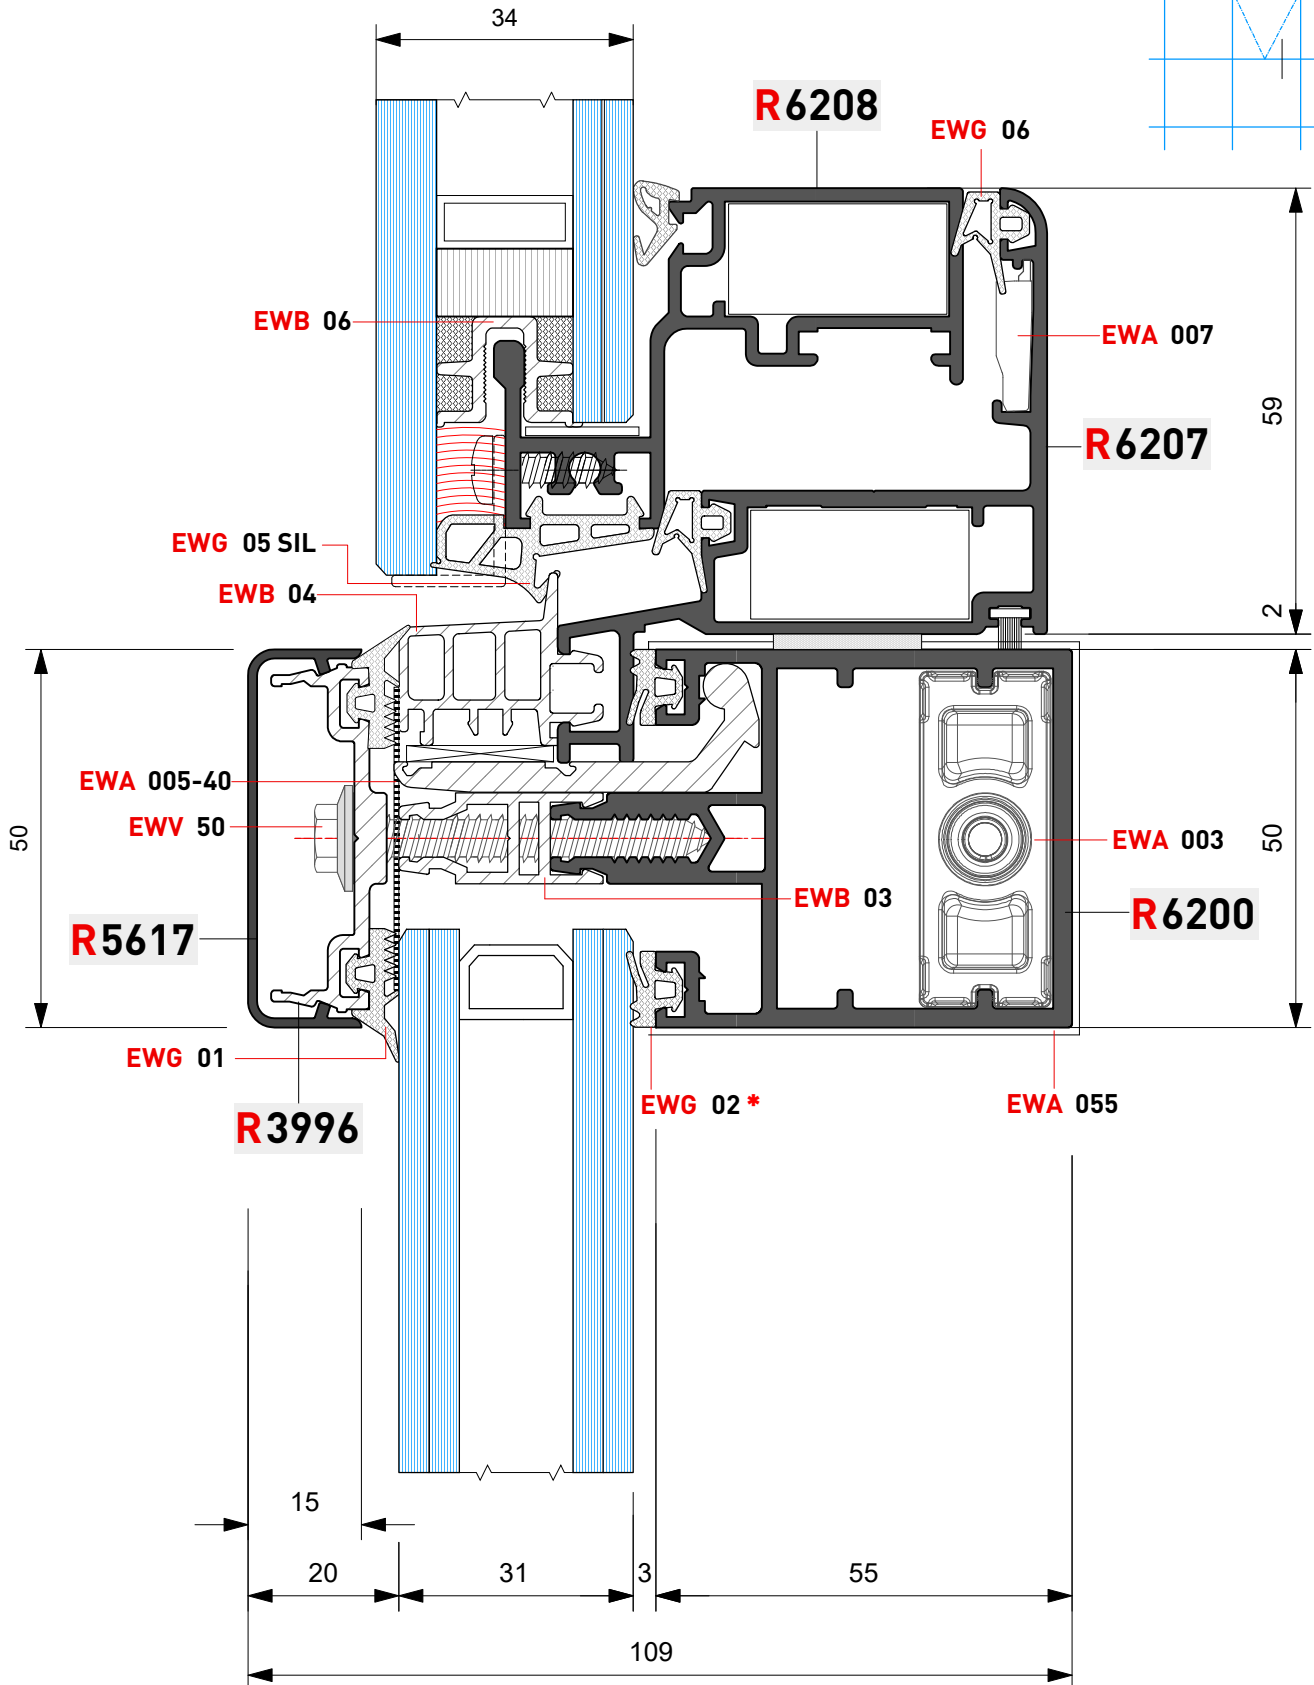 34
R6208
EWG 06
EWB 06
EWA 007
59
R6207
EWG 05 SIL
EWB 04
2
EWA 005-40
EWV 50
50
50
EWA 003
EWB 03
R6200
R5617
EWG 01
EWG 02 *
EWA 055
R3996
15
20
31
3
55
109